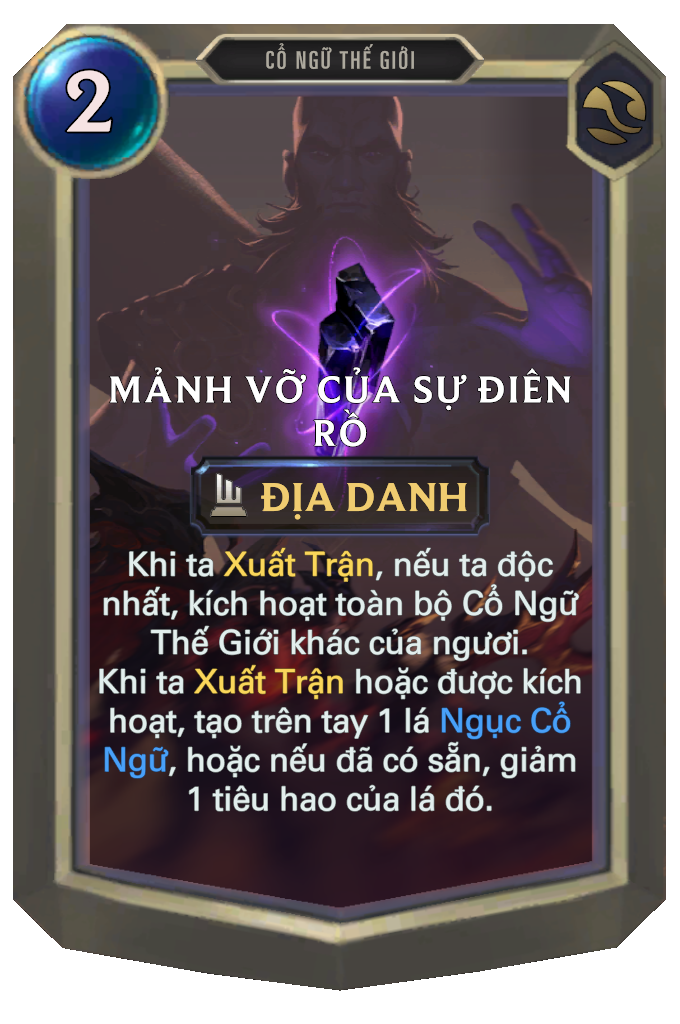 CỔ NGỮ THẾ GIỚI
2
MẢNH VỠ CỦA SỰ ĐIÊN
RỒ
ĐỊA DANH
Khi ta Xuất Trận, nếu ta độc
nhất, kích hoạt toàn bộ Cổ Ngữ
Thế Giới khác của ngươi.
Khi ta Xuất Trận hoặc được kích
hoạt, tạo trên tay 1 lá Ngục Cổ
Ngữ, hoặc nếu đã có sẵn, giảm
1 tiêu hao của lá đó.